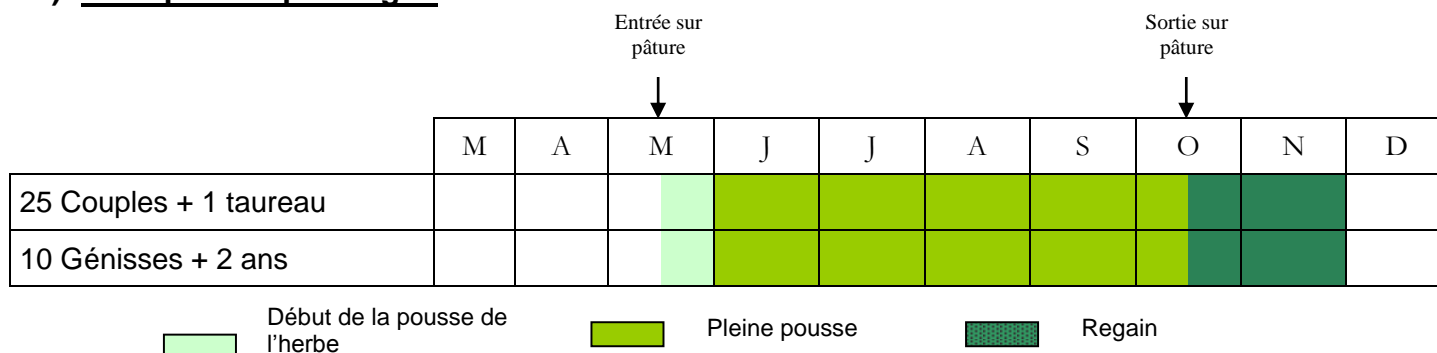 Entrée sur
pâture
Sortie sur
pâture
M A M J J A S O N D
25 Couples + 1 taureau
10 Génisses + 2 ans
Début de la pousse de
l'herbe
Pleine pousse
Regain